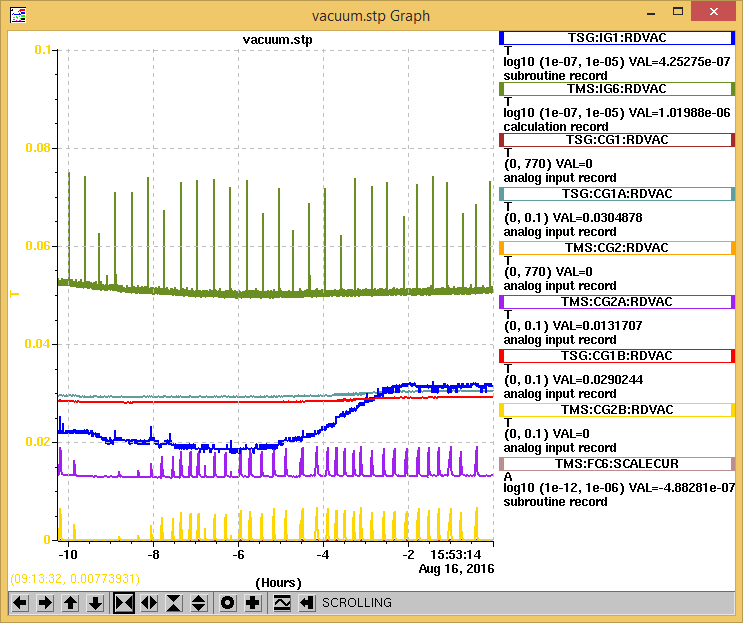 vacuum.stp Graph
vacuum.stp
0.1
0.08
0.06
T
0.04
0.02
0
-10
-8
-6
-4
-2
15:53:14
Aug 16, 2016
(09:13:32, 0.00773931)
(Hours)
TSG:IG1:RDVAC
T
log10 (1e-07, 1e-05) VAL=4.25275e-07
subroutine record
TMS:IG6:RDVAC
T
log10 (1e-07, 1e-05) VAL=1.01988e-06
calculation record
TSG:CG1:RDVAC
T
(0, 770) VAL=0
analog input record
TSG:CG1A:RDVAC
T
(0, 0.1) VAL=0.0304878
analog input record
TMS:CG2:RDVAC
T
(0, 770) VAL=0
analog input record
TMS:CG2A:RDVAC
T
(0, 0.1) VAL=0.0131707
analog input record
TSG:CG1B:RDVAC
T
(0, 0.1) VAL=0.0290244
analog input record
TMS:CG2B:RDVAC
T
(0, 0.1) VAL=0
analog input record
TMS:FC6:SCALECUR
A
log10 (1e-12, 1e-06) VAL=-4.88281e-07
subroutine record
SCROLLING